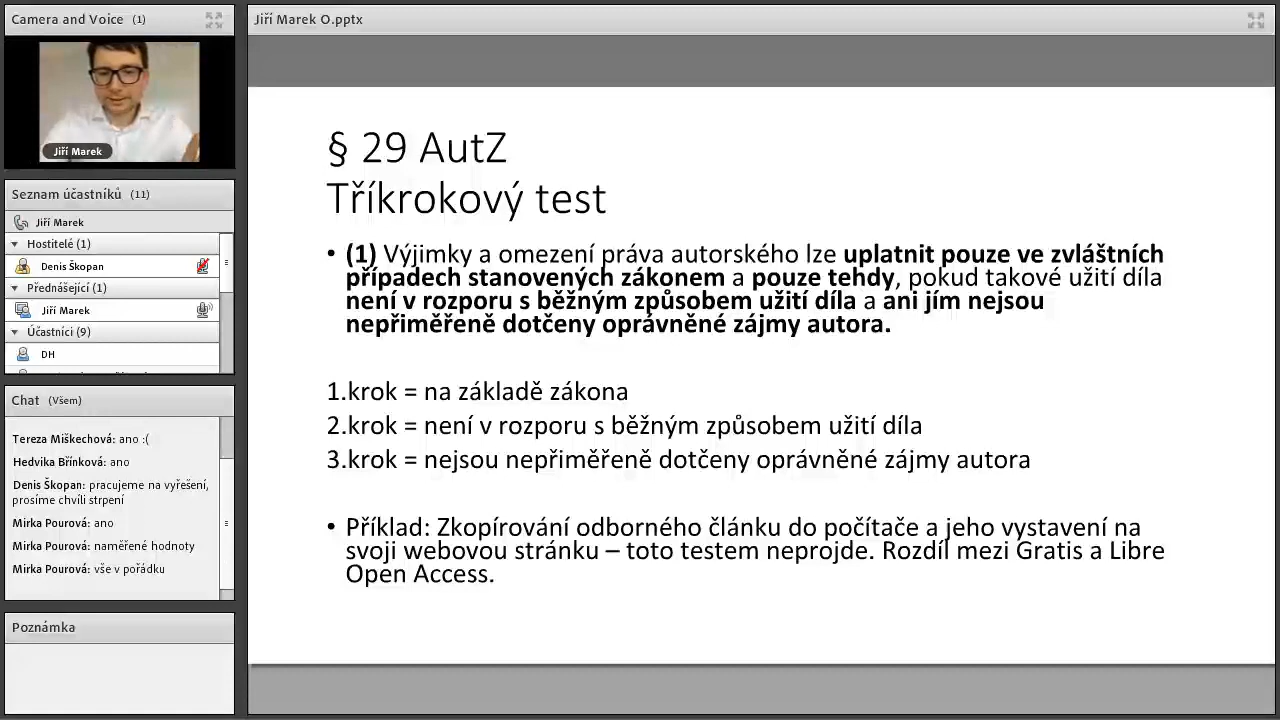 Camera and Voice (1)
Jiří Marek
Seznam účastníků (11)
Jiří Marek
Hostitelé (1)
Denis Škopan
Přednášející (1)
Jiří Marek
Účastníci (9)
DH
Chat (Všem)
Tereza Miškechová: ano :(
Hedvika Břínková: ano
Denis Škopan: pracujeme na vyřešení,
prosíme chvíli strpení
Mirka Pourová: ano
Mirka Pourová: naměřené hodnoty
Mirka Pourová: vše v pořádku
Poznámka
Jiří Marek O.pptx
§ 29 AutZ
Tříkrokový test
• (1) Výjimky a omezení práva autorského lze uplatnit pouze ve zvláštních
případech stanovených zákonem a pouze tehdy, pokud takové užití díla
není v rozporu s běžným způsobem užití díla a ani jím nejsou
nepřiměřeně dotčeny oprávněné zájmy autora.
1.krok = na základě zákona
2.krok = není v rozporu s běžným způsobem užití díla
3.krok = nejsou nepřiměřeně dotčeny oprávněné zájmy autora
• Příklad: Zkopírování odborného článku do počítače a jeho vystavení na
svoji webovou stránku – toto testem neprojde. Rozdíl mezi Gratis a Libre
Open Access.